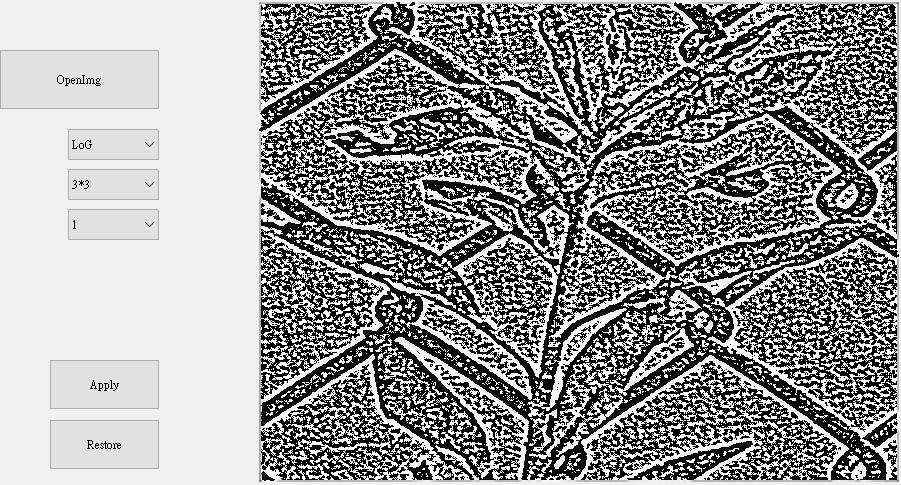 OpenImg
LoG
3*3
1
Apply
Restore